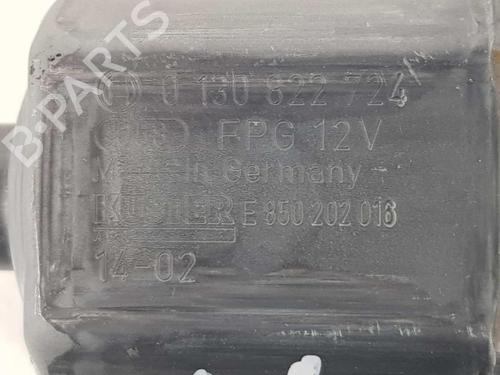 B-PARTS
0 130 822 724
FPG 12V
Made in Germany
KÜSTER E 850 202 016
14-02